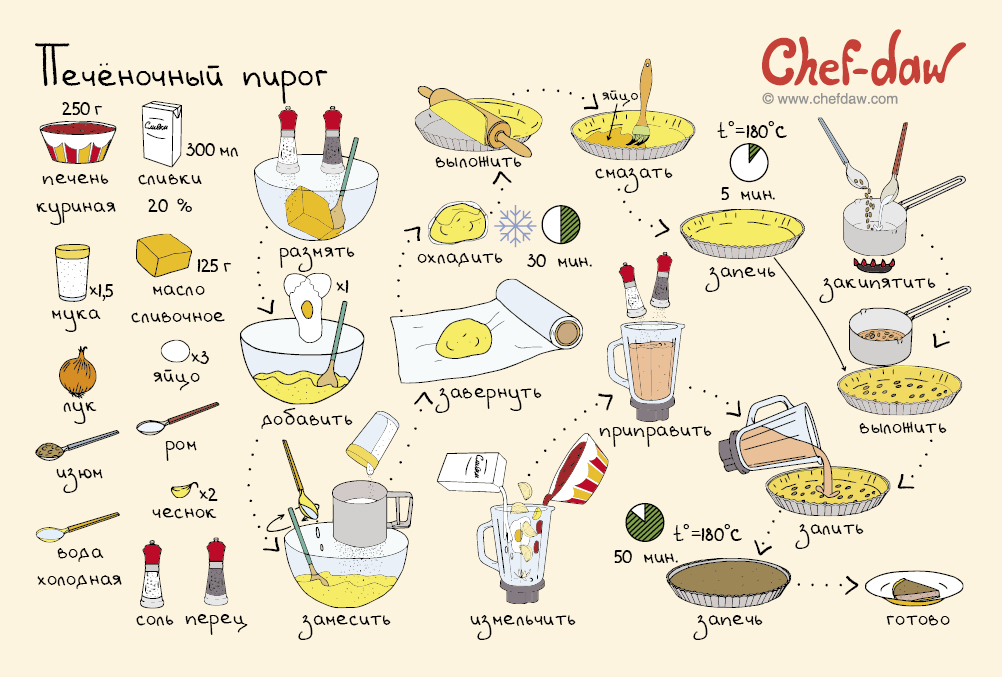 Печёночный пирог
Chef-daw
© www.chefdaw.com
250 г
печень
куриная
Сливки
300 мл
сливки
20 %
x1,5
мука
125 г
масло
сливочное
лук
x3
яйцо
изюм
ром
x2
чеснок
вода
холодная
соль перец
размять
x1
добавить
замесить
завернуть
охладить
30 мин.
выложить
яйцо
смазать
t°=180°C
5 мин.
запечь
закипятить
выложить
Сливки
измельчить
приправить
залить
t°=180°C
50 мин.
запечь
готово